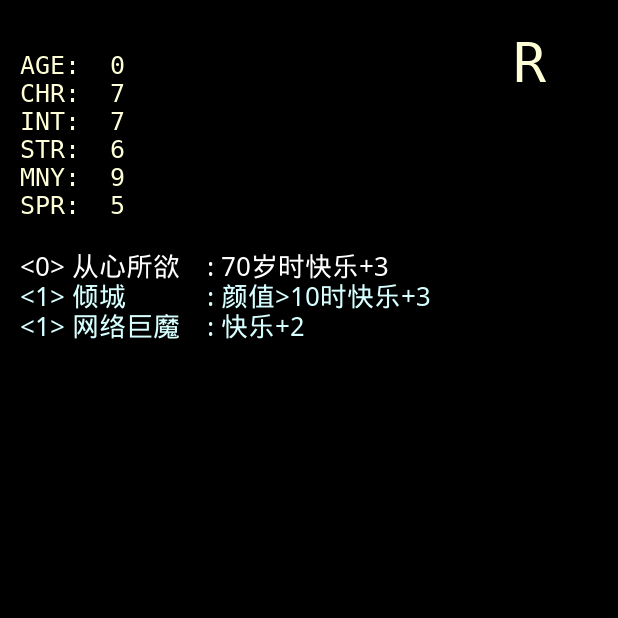 R
AGE: 0
CHR: 7
INT: 7
STR: 6
MNY: 9
SPR: 5
<0> 从心所欲 : 70岁时快乐+3
<1> 倾城 : 颜值>10时快乐+3
<1> 网络巨魔 : 快乐+2